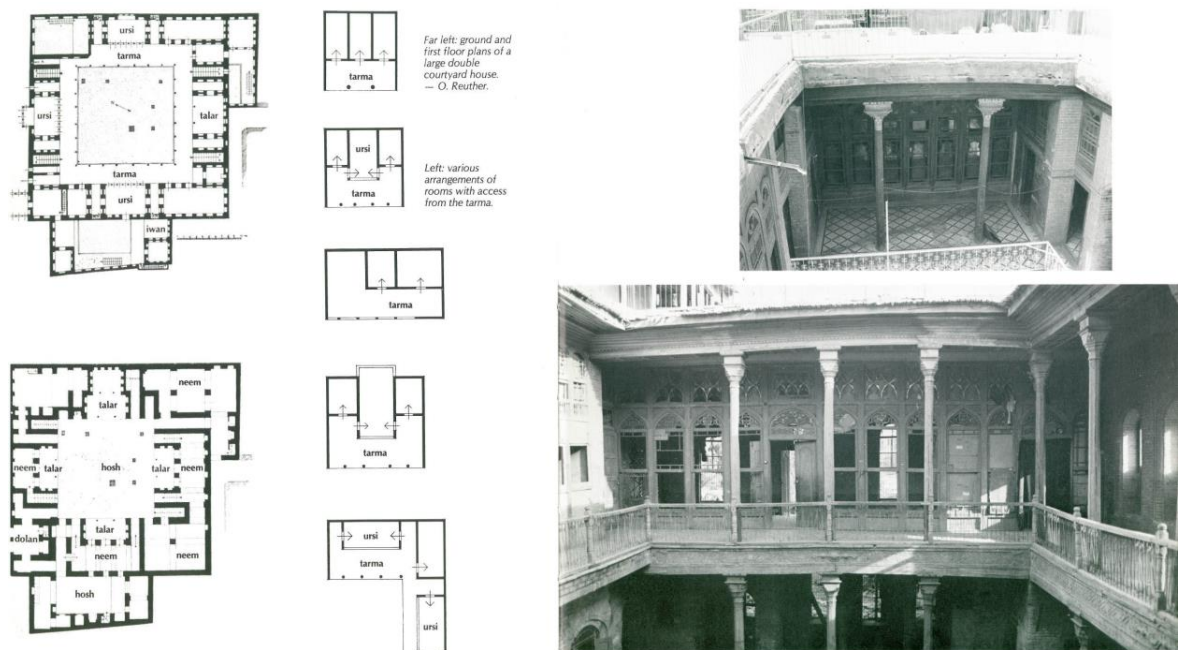 ursi
tarma
ursi
talar
tarma
ursi
iwan
neem
talar
neem
talar
hosh
talar
neem
dolan
talar
neem
neem
hosh
tarma
ursi
tarma
tarma
tarma
ursi
tarma
ursi
Far left: ground and
first floor plans of a
large double
courtyard house.
— O. Reuther.
Left: various
arrangements of
rooms with access
from the tarma.